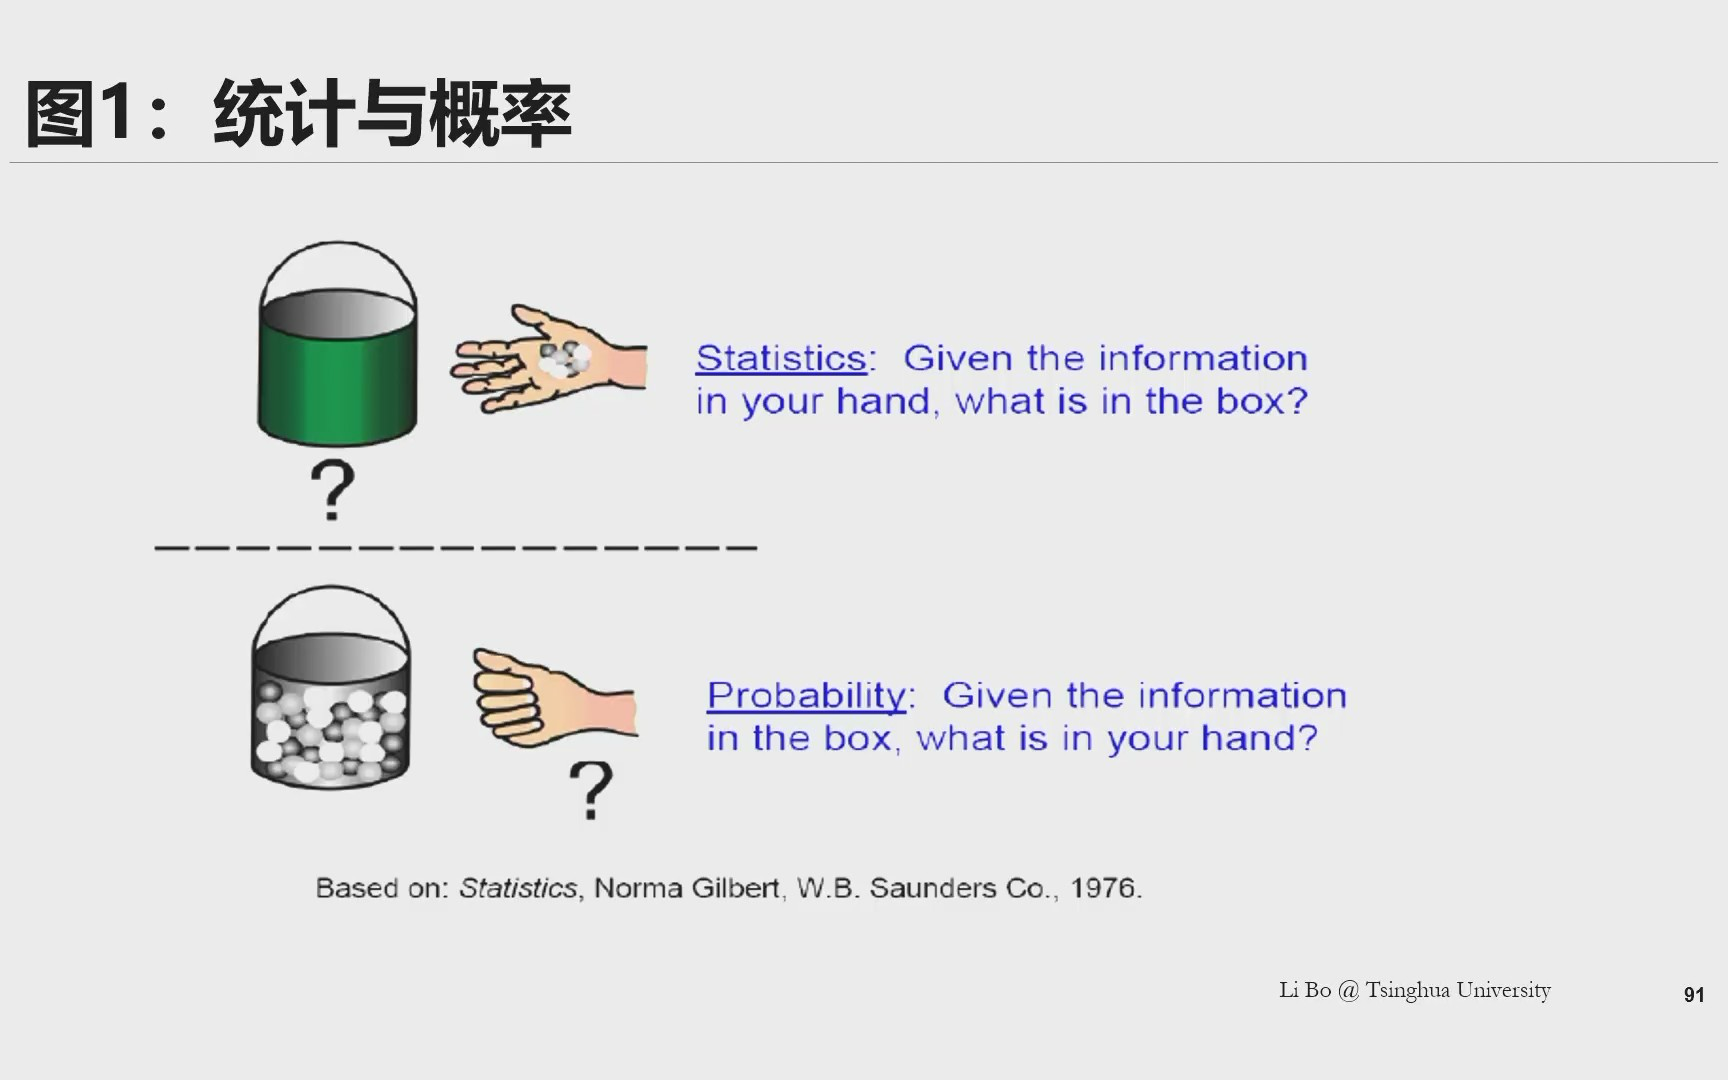 图1：统计与概率
Statistics: Given the information
in your hand, what is in the box?
?
Probability: Given the information
in the box, what is in your hand?
?
Based on: Statistics, Norma Gilbert, W.B. Saunders Co., 1976.
Li Bo @ Tsinghua University
91